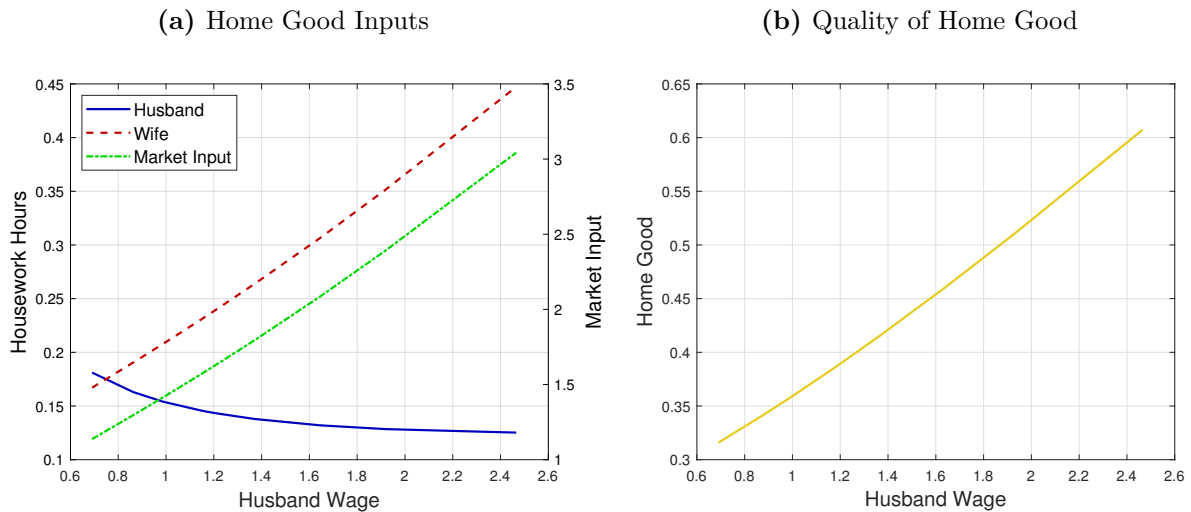 (a) Home Good Inputs
0.45
0.4
0.35
0.3
0.25
0.2
0.15
0.1
Housework Hours
Husband
Wife
Market Input
3.5
3
2.5
2
1.5
1
Market Input
0.6 0.8 1 1.2 1.4 1.6 1.8 2 2.2 2.4 2.6
Husband Wage
(b) Quality of Home Good
0.65
0.6
0.55
0.5
0.45
0.4
0.35
0.3
Home Good
0.6 0.8 1 1.2 1.4 1.6 1.8 2 2.2 2.4 2.6
Husband Wage